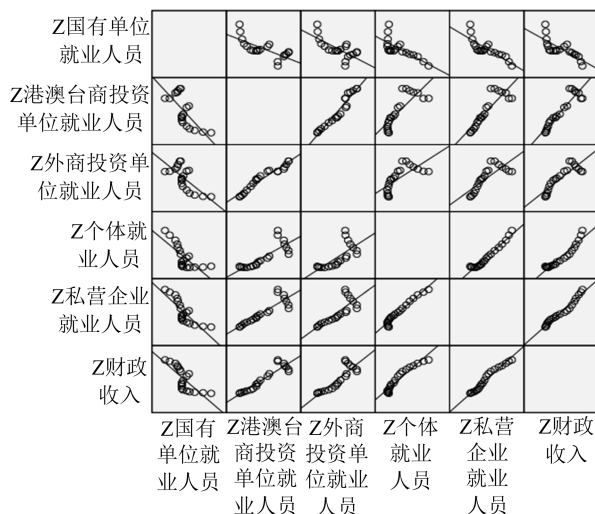 Z国有单位
就业人员
Z港澳台商投资
单位就业人员
Z外商投资单
位就业人员
Z个体就
业人员
Z私营企业
就业人员
Z财政
收入
Z国有
单位就
业人员
Z港澳台
商投资
单位就
业人员
Z外商
投资单
位就业
人员
Z个体
就业
人员
Z私营
企业
就业
人员
Z财政
收入